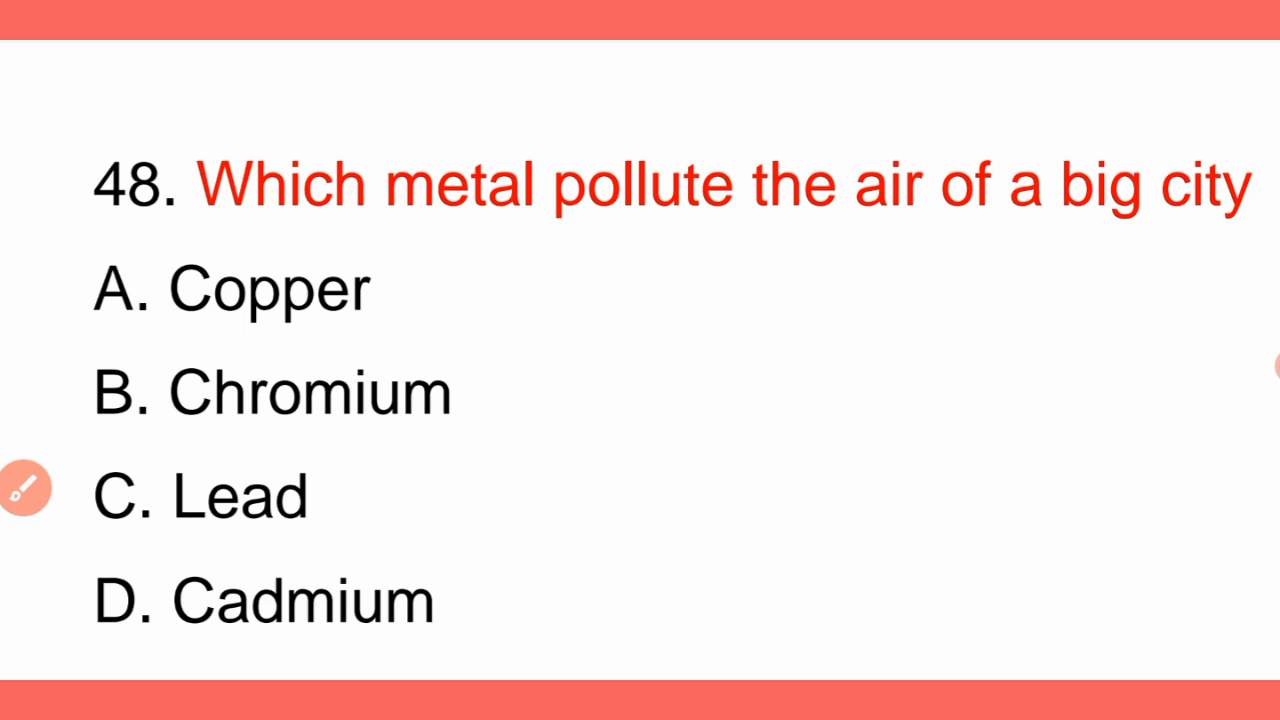 48. Which metal pollute the air of a big city
A. Copper
B. Chromium
C. Lead
D. Cadmium